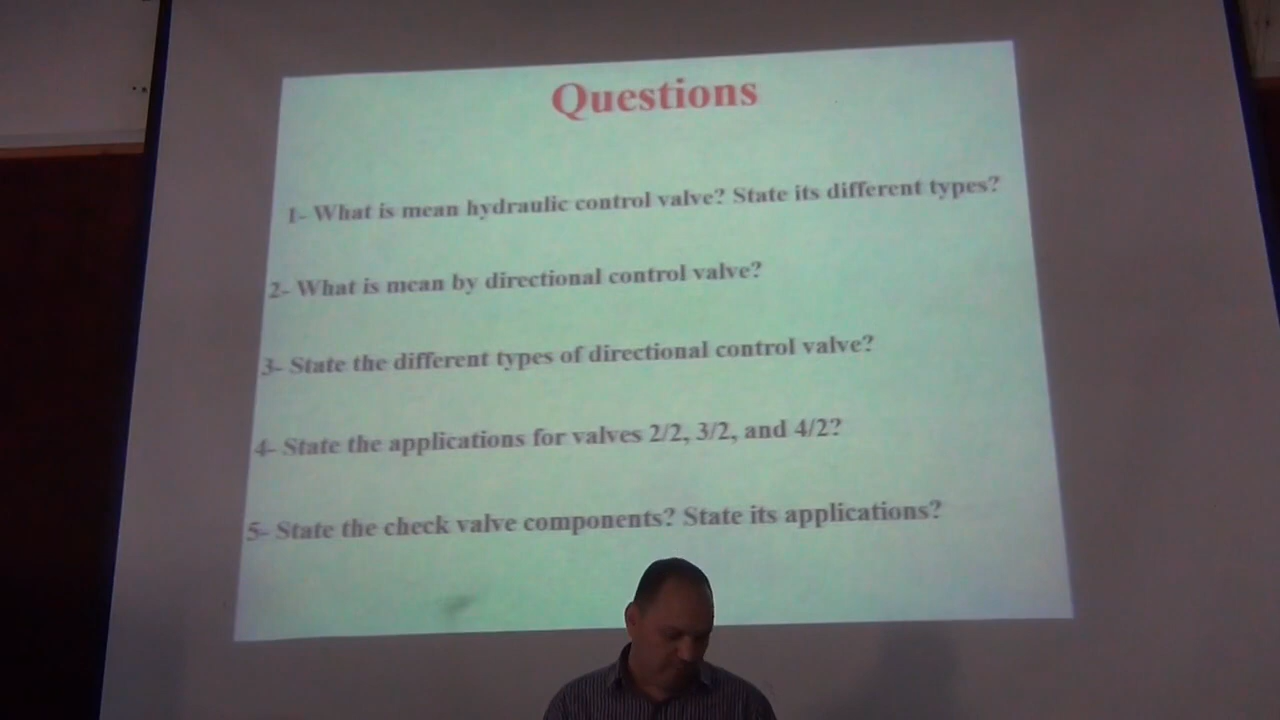 Questions
1- What is mean hydraulic control valve? State its different types?
2- What is mean by directional control valve?
3- State the different types of directional control valve?
4- State the applications for valves 2/2, 3/2, and 4/2?
5- State the check valve components? State its applications?